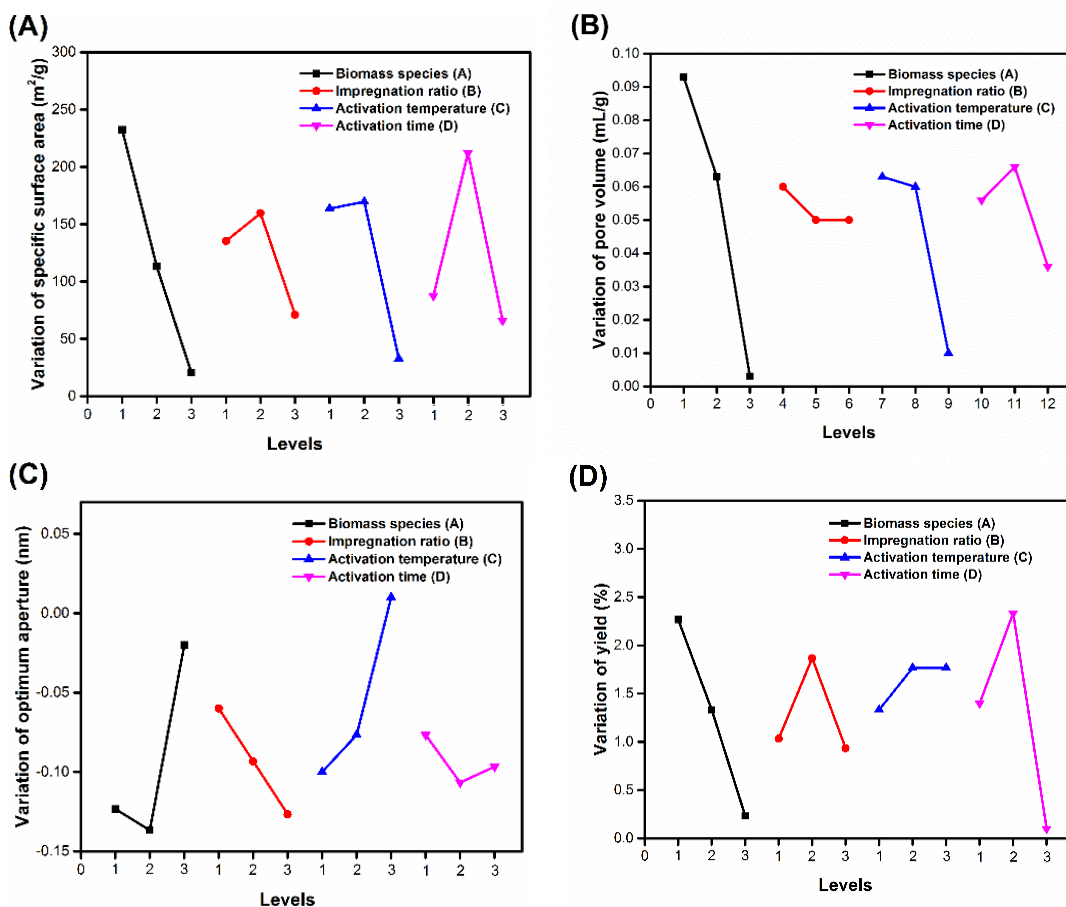 (A)
Variation of specific surface area (m²/g)
300
250
200
150
100
50
0
Biomass species (A)
Impregnation ratio (B)
Activation temperature (C)
Activation time (D)
0 1 2 3 1 2 3 1 2 3 1 2 3
Levels
(B)
Variation of pore volume (mL/g)
0.10
0.09
0.08
0.07
0.06
0.05
0.04
0.03
0.02
0.01
0.00
Biomass species (A)
Impregnation ratio (B)
Activation temperature (C)
Activation time (D)
0 1 2 3 4 5 6 7 8 9 10 11 12
Levels
(C)
Variation of optimum aperture (nm)
0.05
0.00
-0.05
-0.10
-0.15
Biomass species (A)
Impregnation ratio (B)
Activation temperature (C)
Activation time (D)
0 1 2 3 1 2 3 1 2 3 1 2 3
Levels
(D)
Variation of yield (%)
3.5
3.0
2.5
2.0
1.5
1.0
0.5
0.0
Biomass species (A)
Impregnation ratio (B)
Activation temperature (C)
Activation time (D)
0 1 2 3 1 2 3 1 2 3 1 2 3
Levels